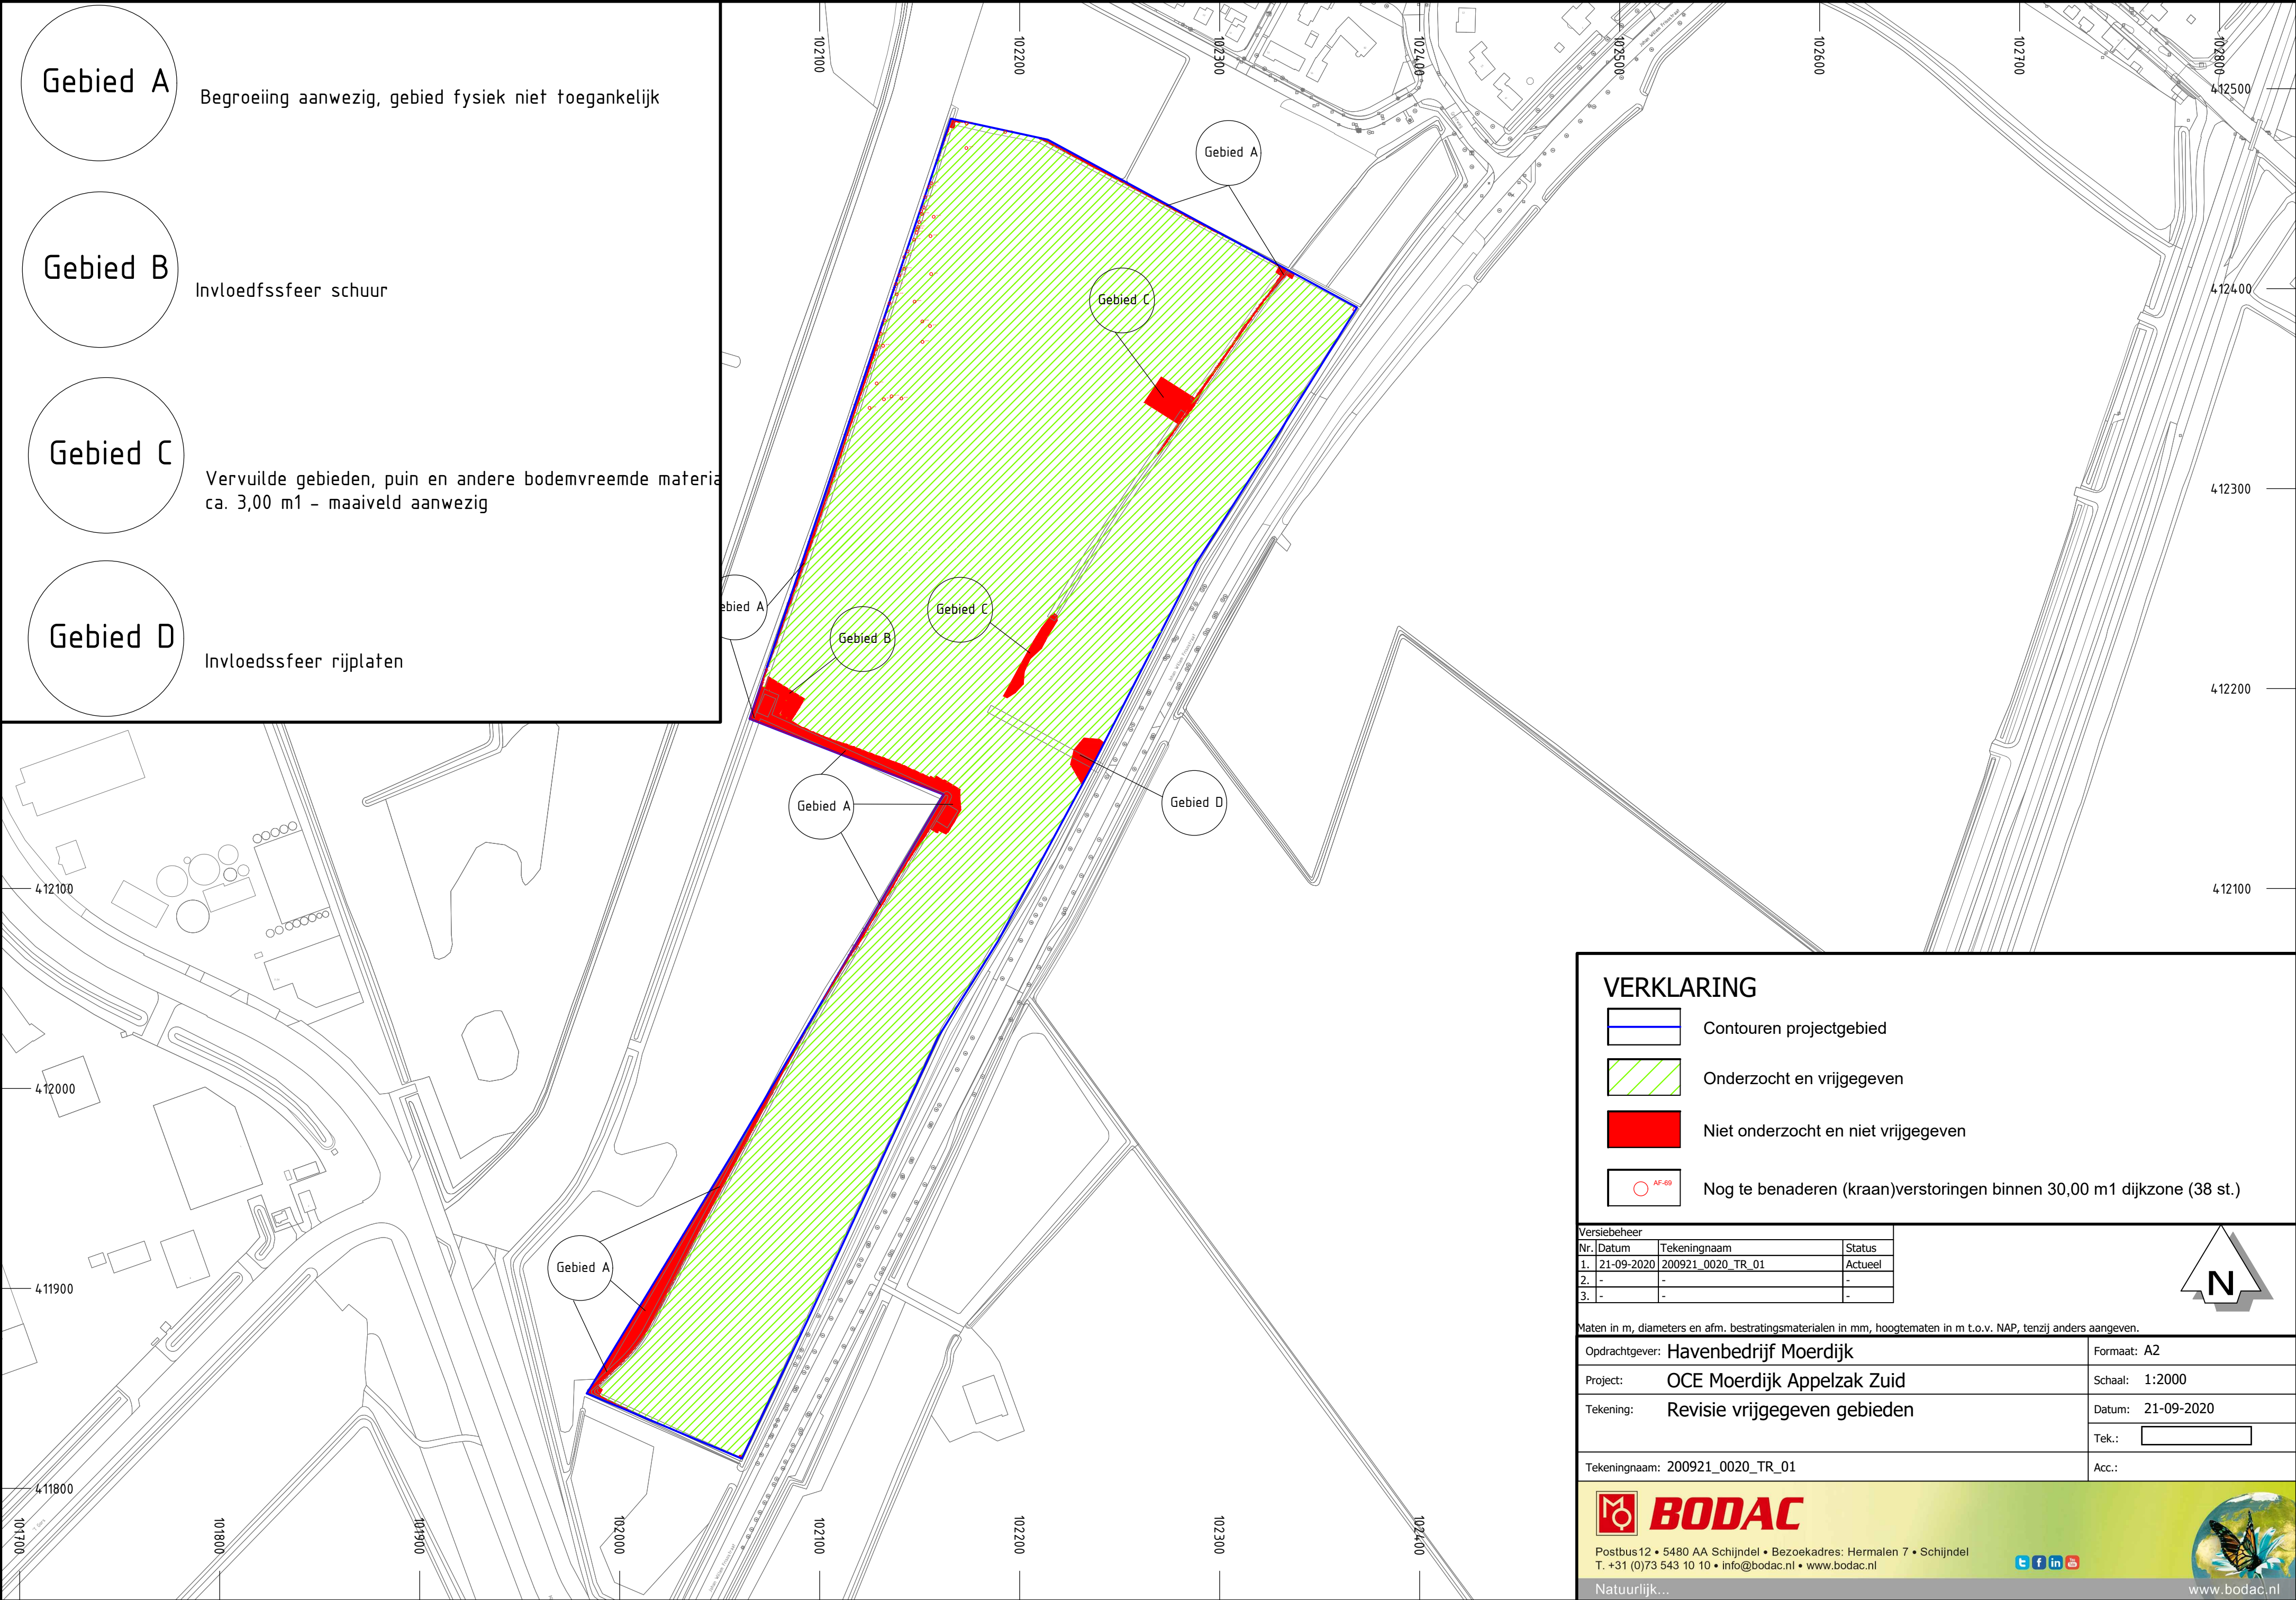 Gebied A
Begroeiing aanwezig, gebied fysiek niet toegankelijk
Gebied B
Invloedfssfeer schuur
Gebied C
Vervuilde gebieden, puin en andere bodemvreemde materia
ca. 3,00 m1 - maaiveld aanwezig
Gebied D
Invloedssfeer rijplaten
102100
102200
102300
102400
102500
102600
102700
102800
412500
412400
412300
412200
412100
Gebied A
Gebied C
ebied A
Gebied B
Gebied C
Gebied A
Gebied D
Gebied A
412100
412000
411900
411800
101700
101800
101900
102000
102100
102200
102300
102400
VERKLARING
Contouren projectgebied
Onderzocht en vrijgegeven
Niet onderzocht en niet vrijgegeven
AF-69
Nog te benaderen (kraan)verstoringen binnen 30,00 m1 dijkzone (38 st.)
Versiebeheer
Nr. Datum Tekeningnaam Status
1. 21-09-2020 200921_0020_TR_01 Actueel
2. - - -
3. - - -
N
Maten in m, diameters en afm. bestratingsmaterialen in mm, hoogtematen in m t.o.v. NAP, tenzij anders aangeven.
Opdrachtgever: Havenbedrijf Moerdijk
Formaat: A2
Project: OCE Moerdijk Appelzak Zuid
Schaal: 1:2000
Tekening: Revisie vrijgegeven gebieden
Datum: 21-09-2020
Tek.:
Tekeningnaam: 200921_0020_TR_01
Acc.:
BODAC
Postbus12 • 5480 AA Schijndel • Bezoekadres: Hermalen 7 • Schijndel
T. +31 (0)73 543 10 10 • info@bodac.nl • www.bodac.nl
Natuurlijk...
www.bodac.nl